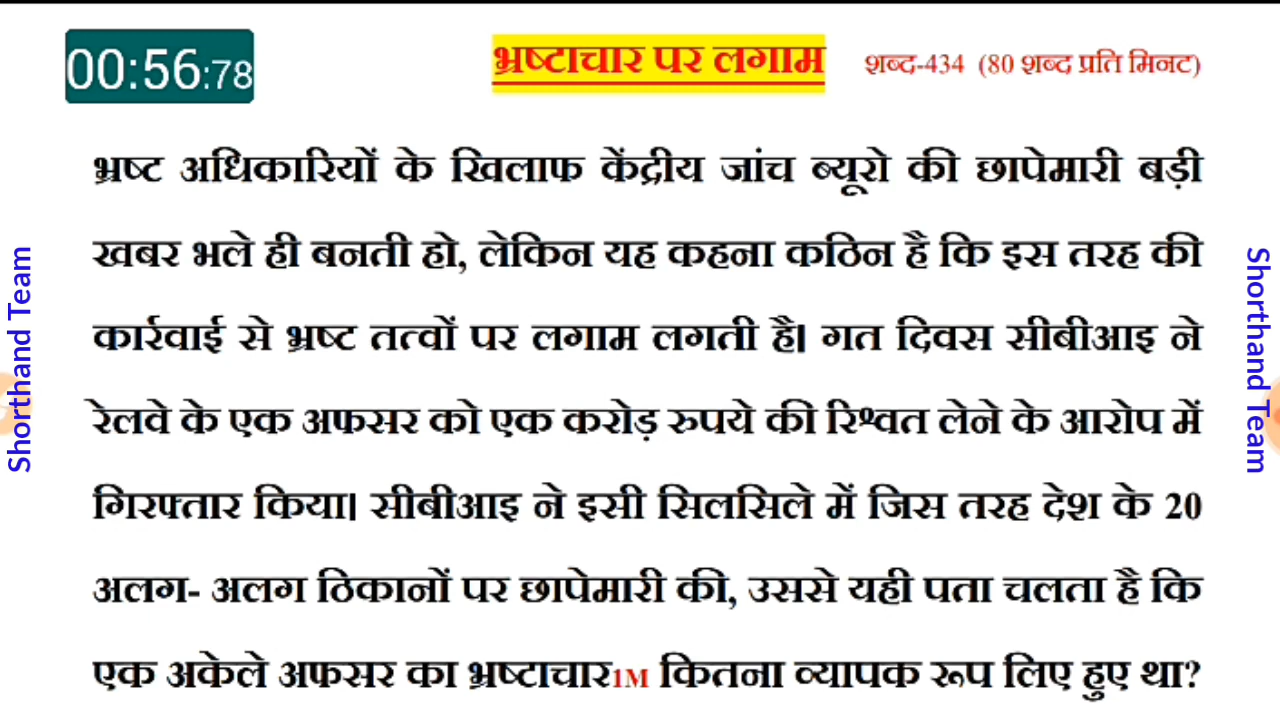 00:56:78
भ्रष्टाचार पर लगाम
शब्द-434 (80 शब्द प्रति मिनट)
भ्रष्ट अधिकारियों के खिलाफ केंद्रीय जांच ब्यूरो की छापेमारी बड़ी
खबर भले ही बनती हो, लेकिन यह कहना कठिन है कि इस तरह की
कार्रवाई से भ्रष्ट तत्वों पर लगाम लगती है। गत दिवस सीबीआइ ने
रेलवे के एक अफसर को एक करोड़ रुपये की रिश्वत लेने के आरोप में
गिरफ्तार किया। सीबीआइ ने इसी सिलसिले में जिस तरह देश के 20
अलग- अलग ठिकानों पर छापेमारी की, उससे यही पता चलता है कि
एक अकेले अफसर का भ्रष्टाचार1M कितना व्यापक रूप लिए हुए था?
Shorthand Team
Shorthand Team